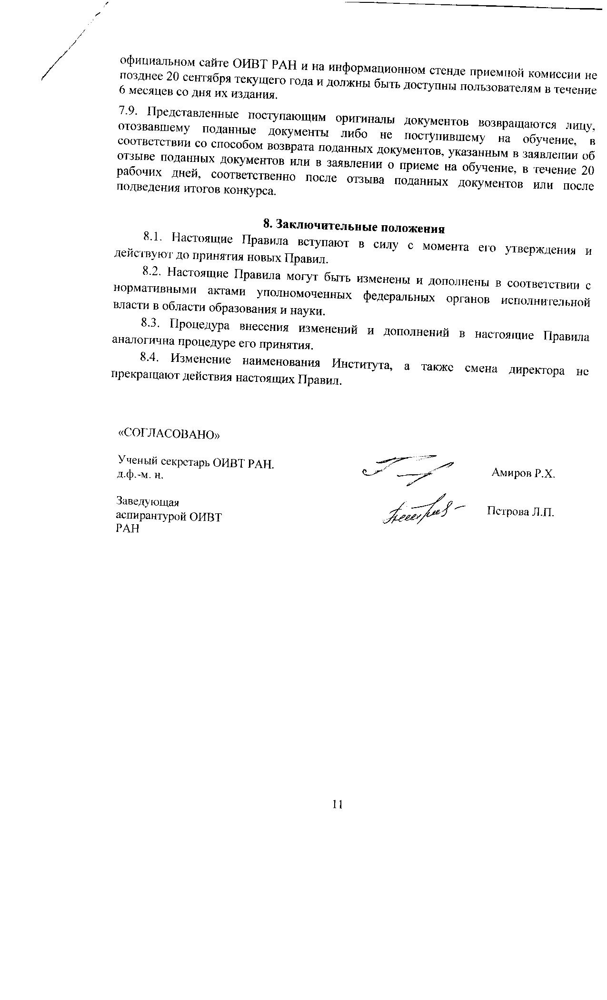 официальном сайте ОИВТ РАН и на информационном стенде приемной комиссии не
позднее 20 сентября текущего года и должны быть доступны пользователям в течение
6 месяцев со дня их издания.
7.9. Представленные поступающим оригиналы документов возвращаются лицу,
отозвавшему поданные документы либо не поступившему на обучение, в
соответствии со способом возврата поданных документов, указанным в заявлении об
отзыве поданных документов или в заявлении о приеме на обучение, в течение 20
рабочих дней, соответственно после отзыва поданных документов или после
подведения итогов конкурса.
8. Заключительные положения
8.1. Настоящие Правила вступают в силу с момента его утверждения и
действуют до принятия новых Правил.
8.2. Настоящие Правила могут быть изменены и дополнены в соответствии с
нормативными актами уполномоченных федеральных органов исполнительной
власти в области образования и науки.
8.3. Процедура внесения изменений и дополнений в настоящие Правила
аналогична процедуре его принятия.
8.4. Изменение наименования Института, а также смена директора не
прекращают действия настоящих Правил.
«СОГЛАСОВАНО»
Ученый секретарь ОИВТ РАН.
д.ф.-м. н.
Амиров Р.Х.
Заведующая
аспирантурой ОИВТ
РАН
Петрова Л.П.
11